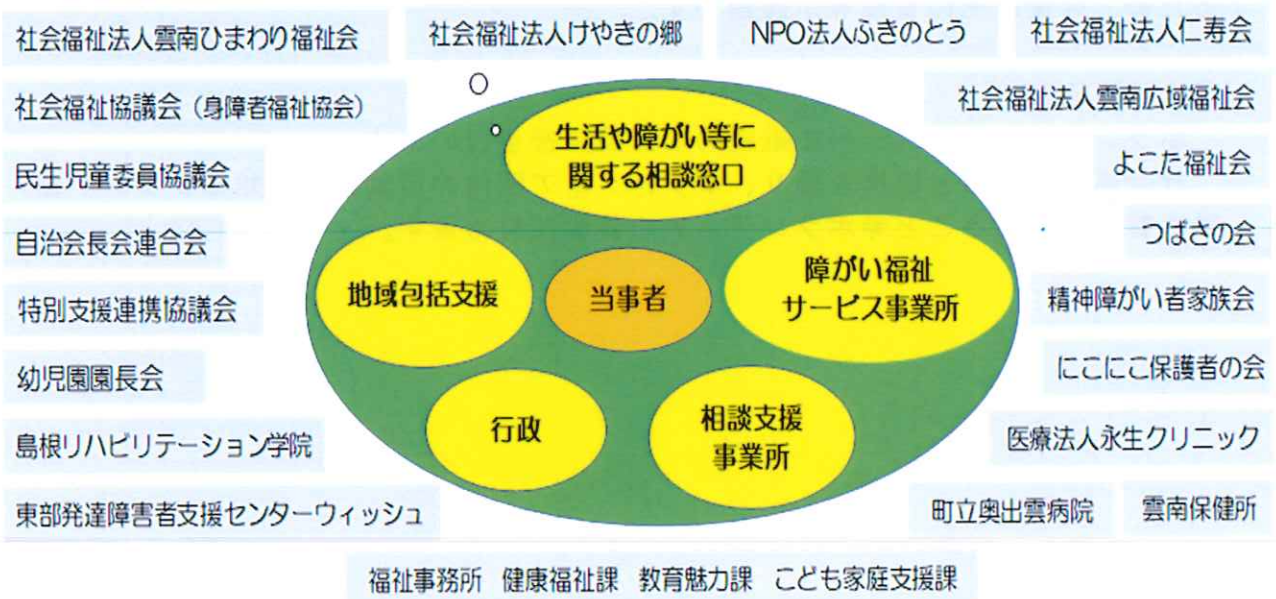 社会福祉法人雲南ひまわり福祉会
社会福祉法人けやきの郷
NPO法人ふきのとう
社会福祉法人仁寿会
社会福祉協議会（身障者福祉協会）
社会福祉法人雲南広域福祉会
民生児童委員協議会
よこた福祉会
自治会長会連合会
つばさの会
特別支援連携協議会
精神障がい者家族会
幼児園園長会
にこにこ保護者の会
島根リハビリテーション学院
医療法人永生クリニック
東部発達障害者支援センターウィッシュ
町立奥出雲病院
雲南保健所
生活や障がい等に
関する相談窓口
地域包括支援
当事者
障がい福祉
サービス事業所
行政
相談支援
事業所
福祉事務所 健康福祉課 教育魅力課 こども家庭支援課